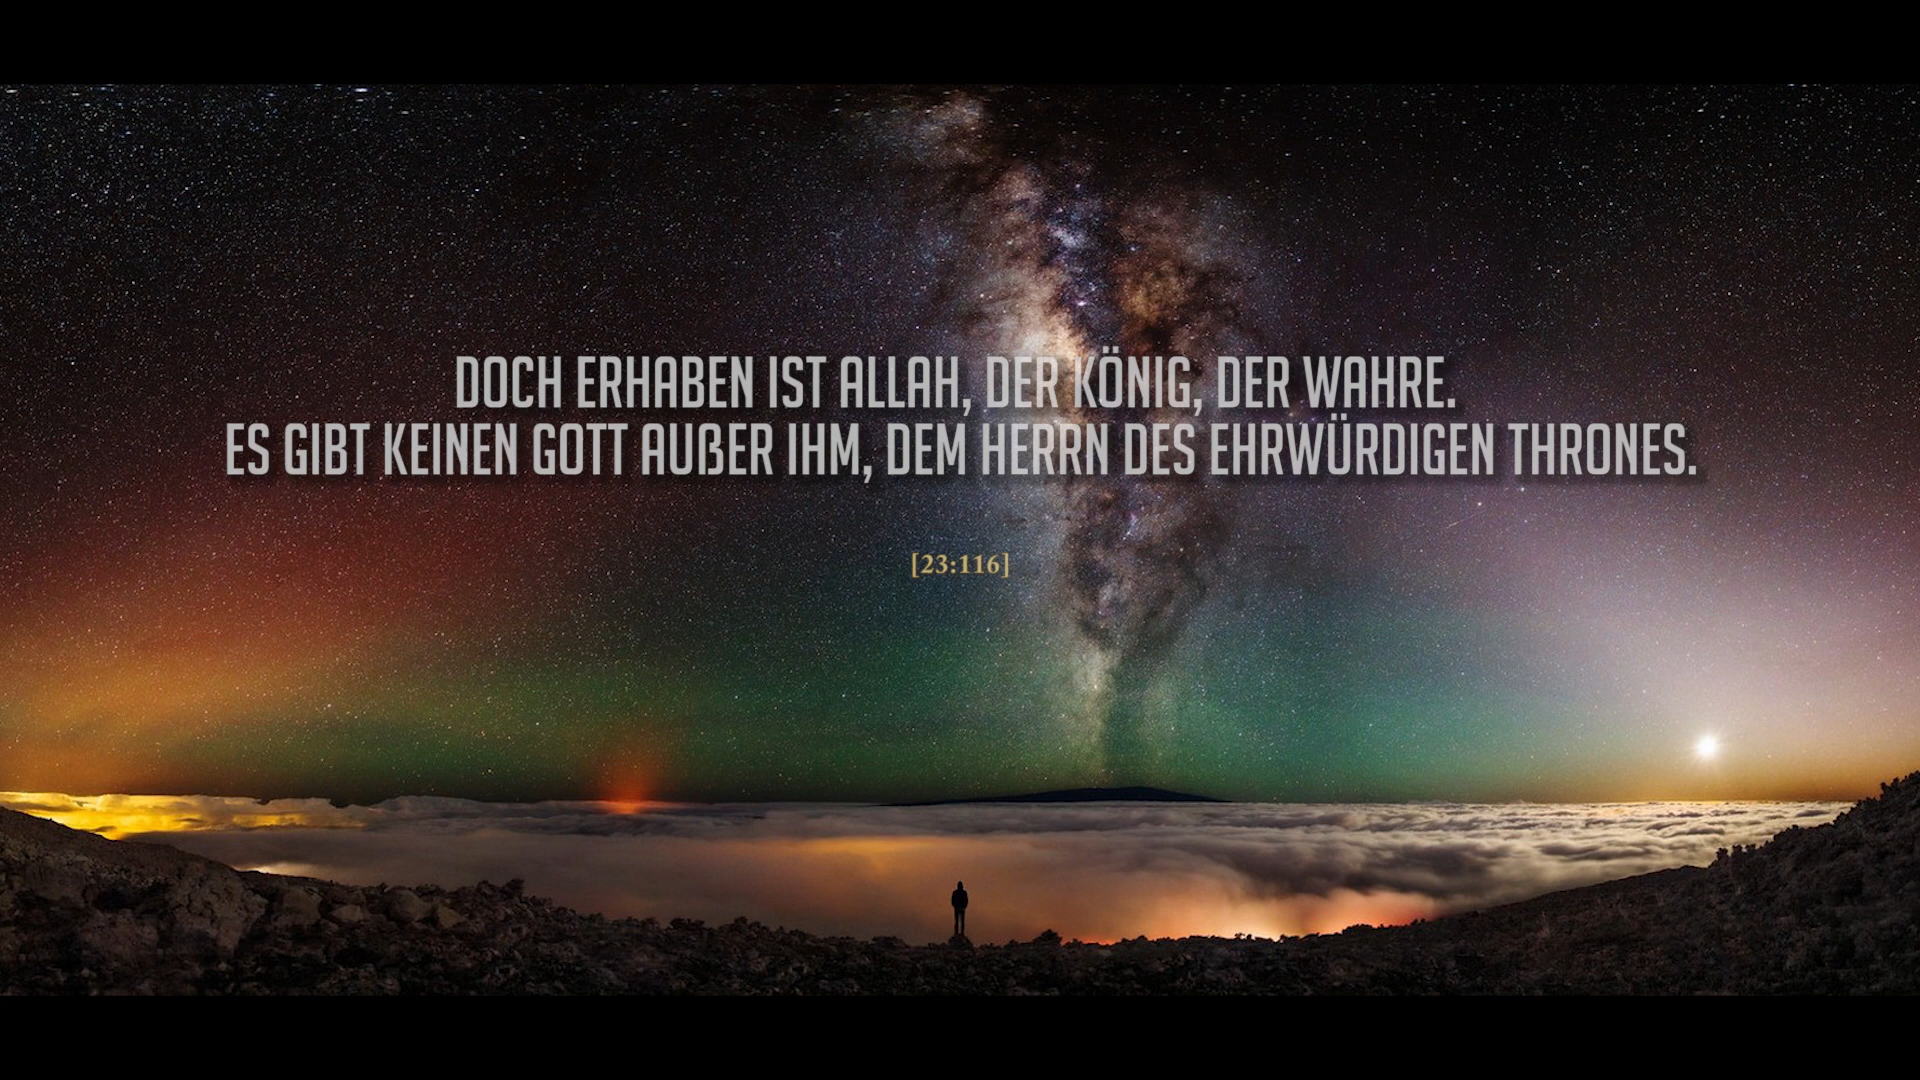 DOCH ERHABEN IST ALLAH, DER KÖNIG, DER WAHRE.
ES GIBT KEINEN GOTT AUßER IHM, DEM HERRN DES EHRWÜRDIGEN THRONES.
[23:116]